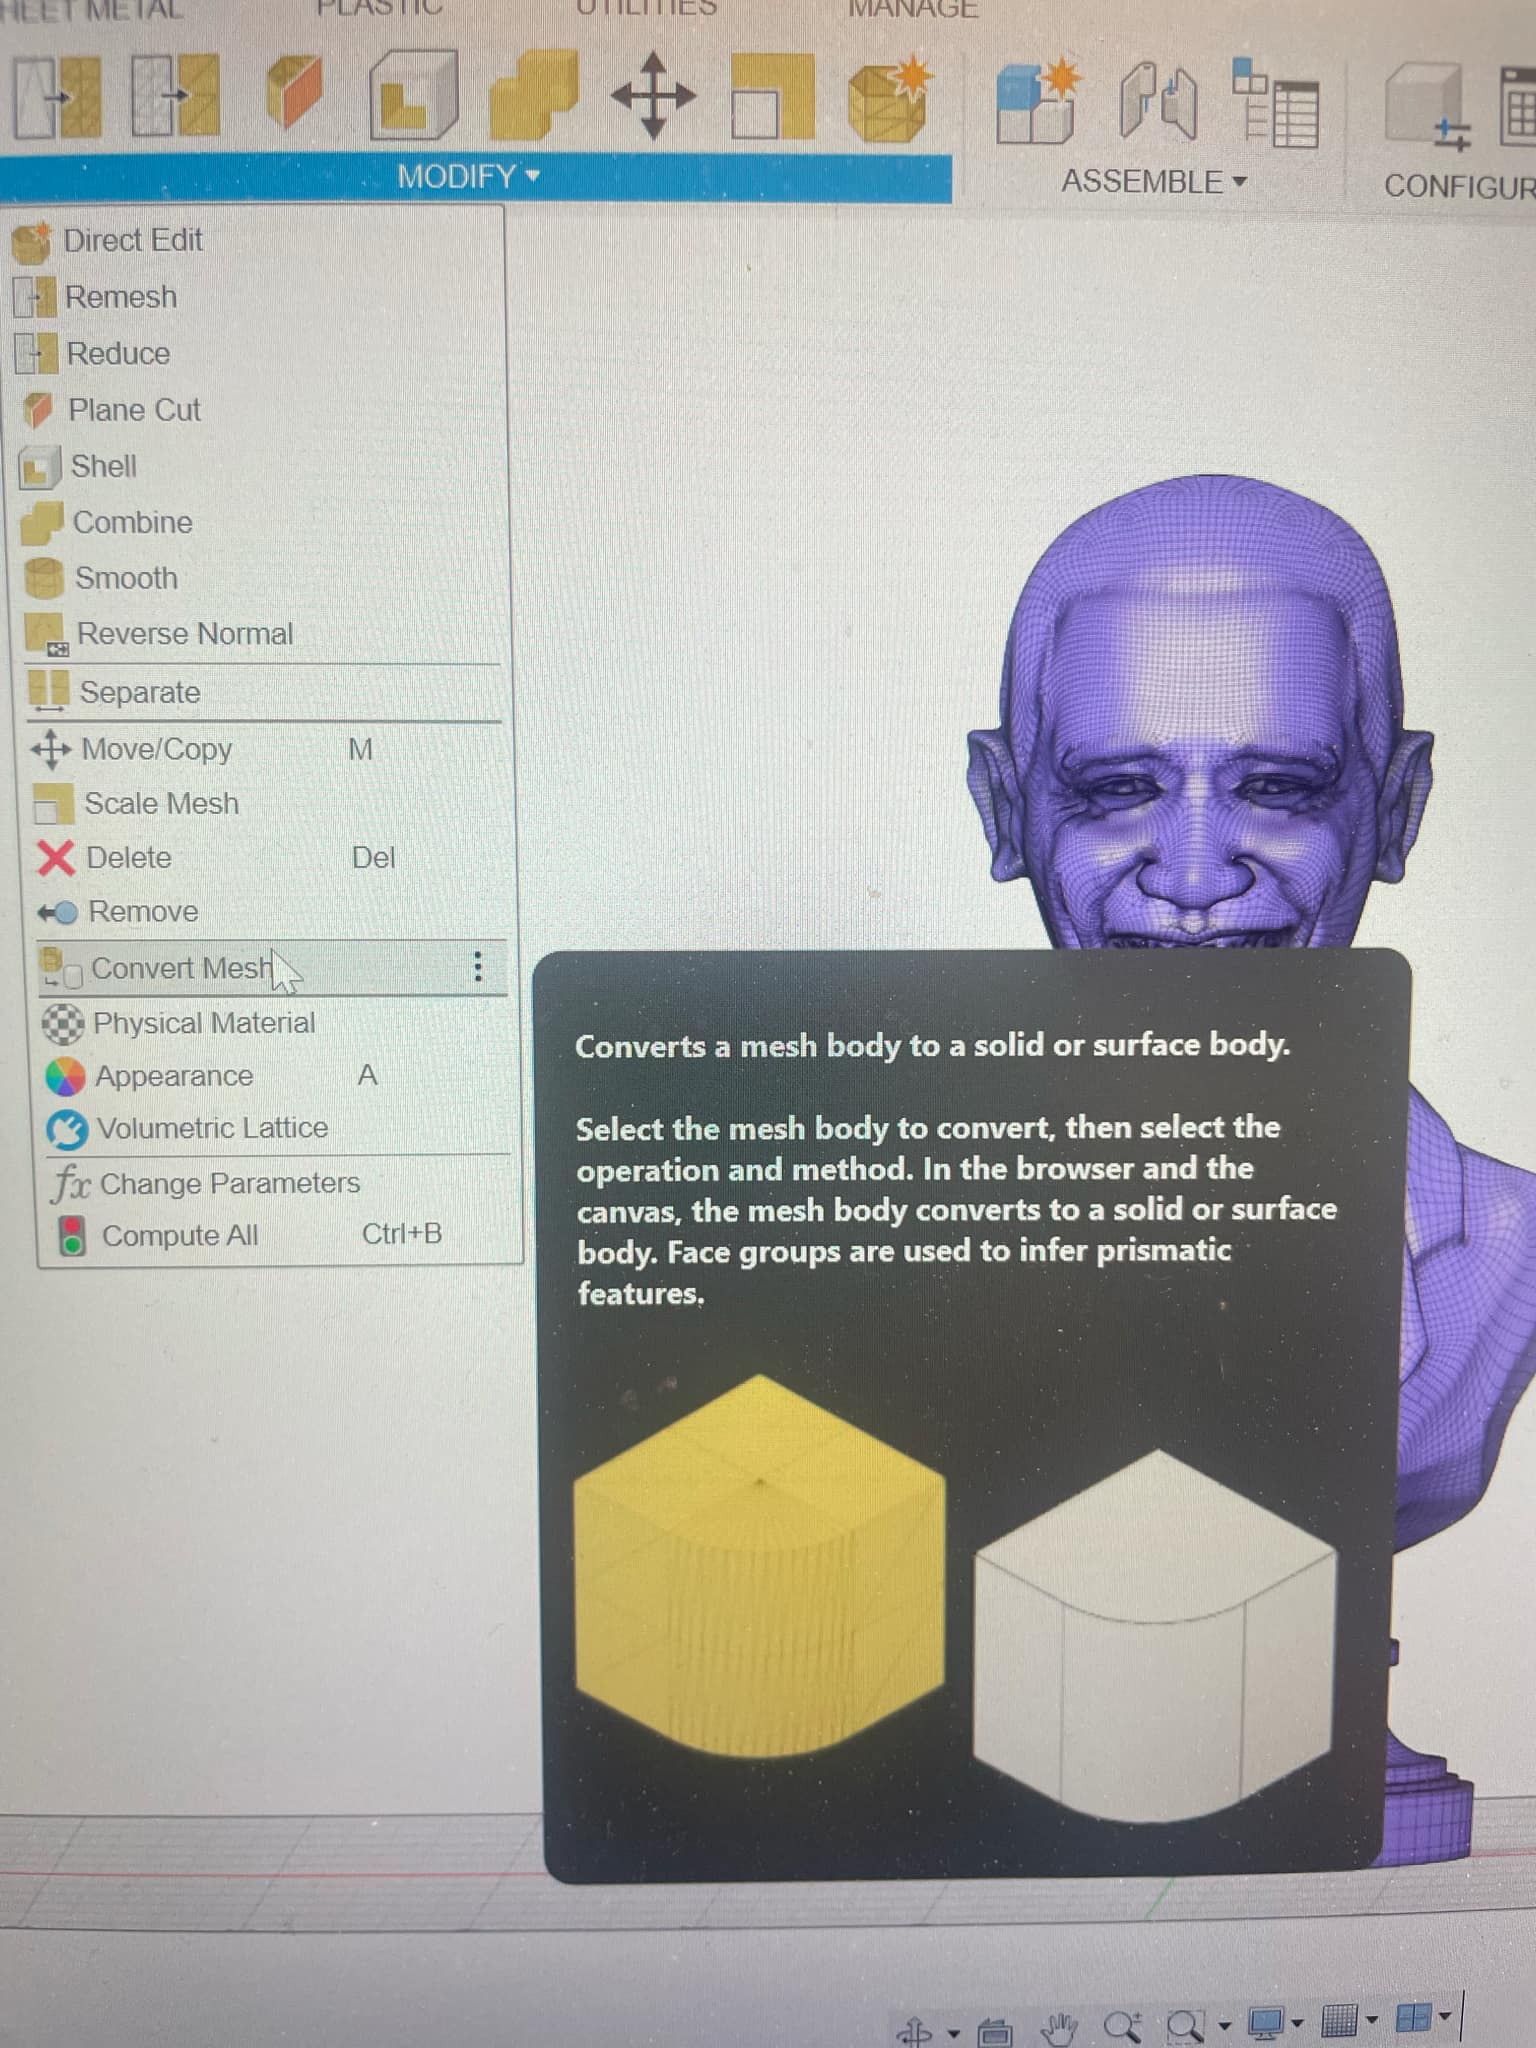 SHEET METAL PLASTIC UTILITIES MANAGE
MODIFY ASSEMBLE CONFIGUR
Direct Edit
Remesh
Reduce
Plane Cut
Shell
Combine
Smooth
Reverse Normal
Separate
Move/Copy M
Scale Mesh
Delete Del
Remove
Convert Mesh
Physical Material
Appearance A
Volumetric Lattice
fx Change Parameters
Compute All Ctrl+B
Converts a mesh body to a solid or surface body.
Select the mesh body to convert, then select the
operation and method. In the browser and the
canvas, the mesh body converts to a solid or surface
body. Face groups are used to infer prismatic
features.